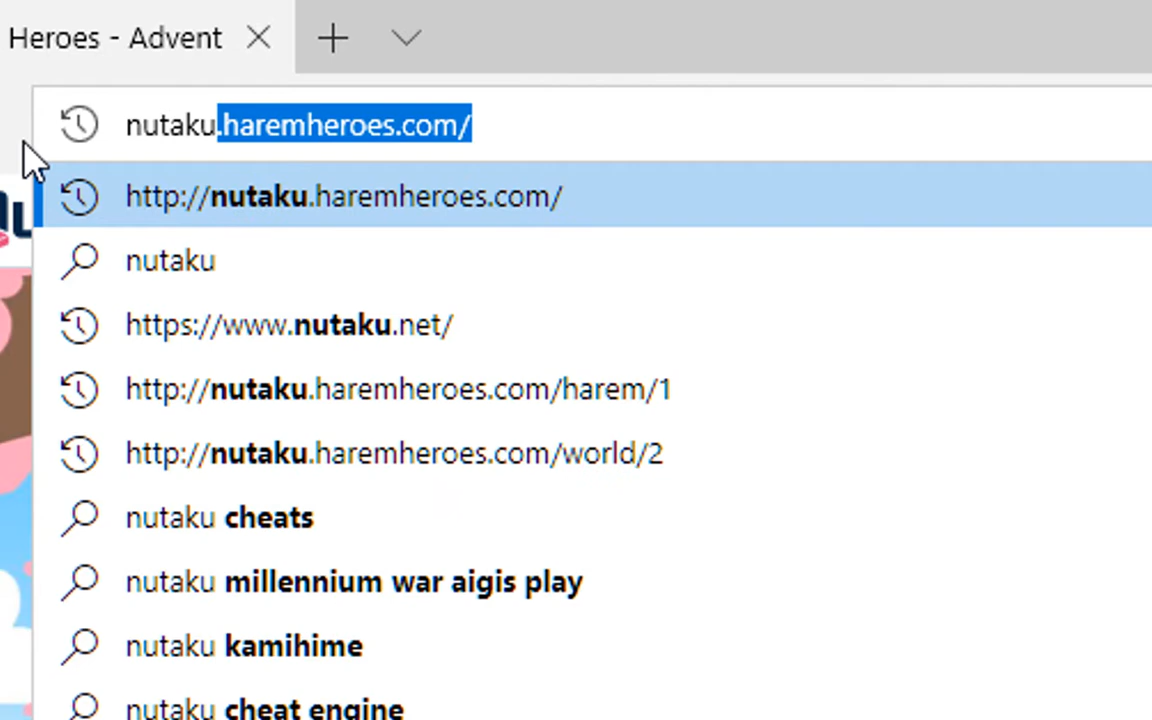 Heroes - Advent
nutaku.haremheroes.com/
http://nutaku.haremheroes.com/
nutaku
https://www.nutaku.net/
http://nutaku.haremheroes.com/harem/1
http://nutaku.haremheroes.com/world/2
nutaku cheats
nutaku millennium war aigis play
nutaku kamihime
nutaku cheat engine